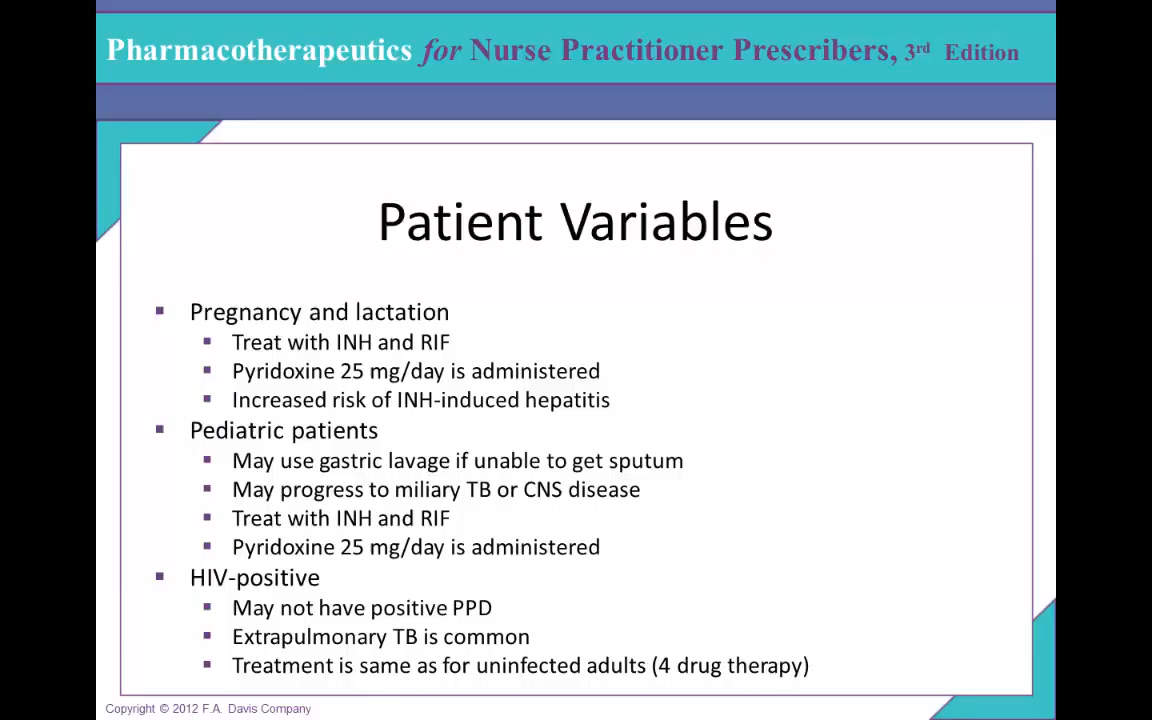 Pharmacotherapeutics for Nurse Practitioner Prescribers, 3rd Edition
Patient Variables
▪ Pregnancy and lactation
▪ Treat with INH and RIF
▪ Pyridoxine 25 mg/day is administered
▪ Increased risk of INH-induced hepatitis
▪ Pediatric patients
▪ May use gastric lavage if unable to get sputum
▪ May progress to miliary TB or CNS disease
▪ Treat with INH and RIF
▪ Pyridoxine 25 mg/day is administered
▪ HIV-positive
▪ May not have positive PPD
▪ Extrapulmonary TB is common
▪ Treatment is same as for uninfected adults (4 drug therapy)
Copyright © 2012 F.A. Davis Company